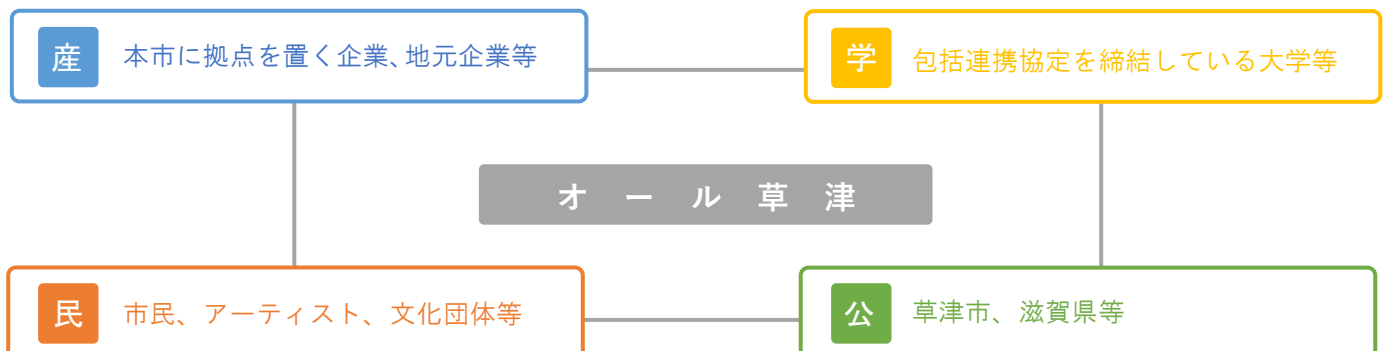 産 本市に拠点を置く企業、地元企業等
学 包括連携協定を締結している大学等
オール草津
民 市民、アーティスト、文化団体等
公 草津市、滋賀県等